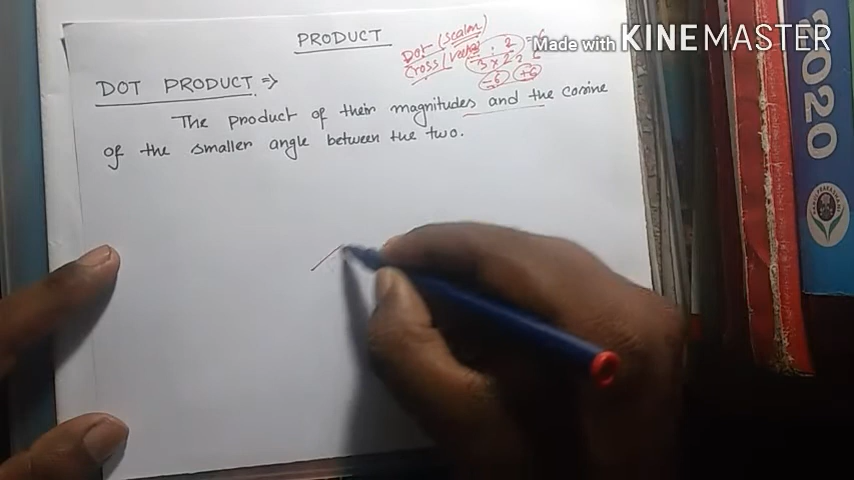 PRODUCT
DOT (Scalar)
Cross/
Made with KINEMASTER
DOT PRODUCT ⇒
The product of their magnitudes and the cosine
of the smaller angle between the two.
2020